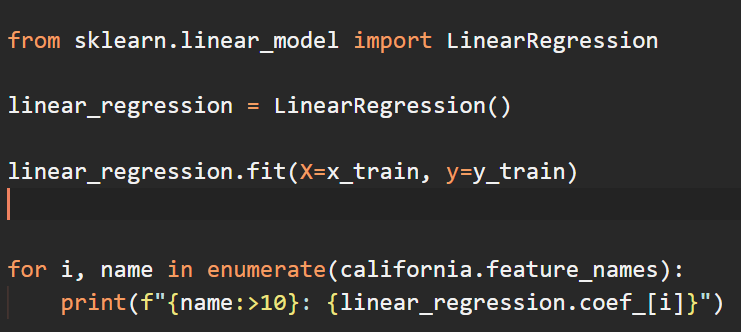 from sklearn.linear_model import LinearRegression
linear_regression = LinearRegression()
linear_regression.fit(X=x_train, y=y_train)
for i, name in enumerate(california.feature_names):
    print(f"{name:>10}: {linear_regression.coef_[i]}")